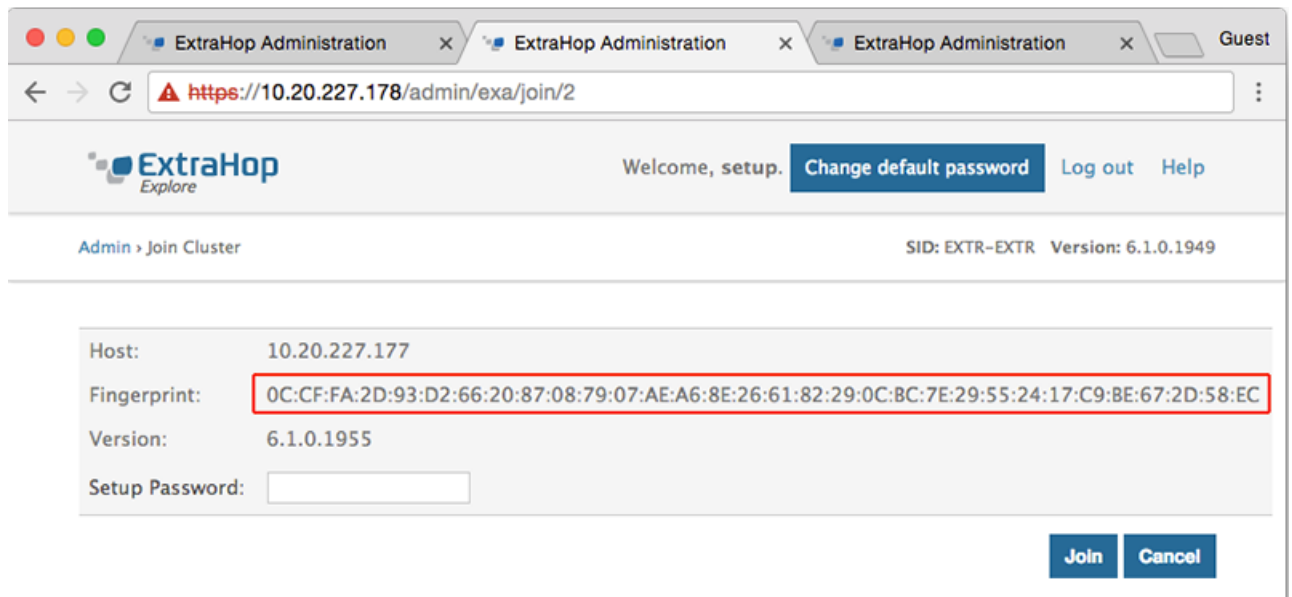 ExtraHop Administration × ExtraHop Administration × ExtraHop Administration × Guest
https://10.20.227.178/admin/exa/join/2
ExtraHop
Explore
Welcome, setup. Change default password Log out Help
Admin › Join Cluster SID: EXTR-EXTR Version: 6.1.0.1949
Host: 10.20.227.177
Fingerprint: 0C:CF:FA:2D:93:D2:66:20:87:08:79:07:AE:A6:8E:26:61:82:29:0C:BC:7E:29:55:24:17:C9:BE:67:2D:58:EC
Version: 6.1.0.1955
Setup Password:
Join Cancel